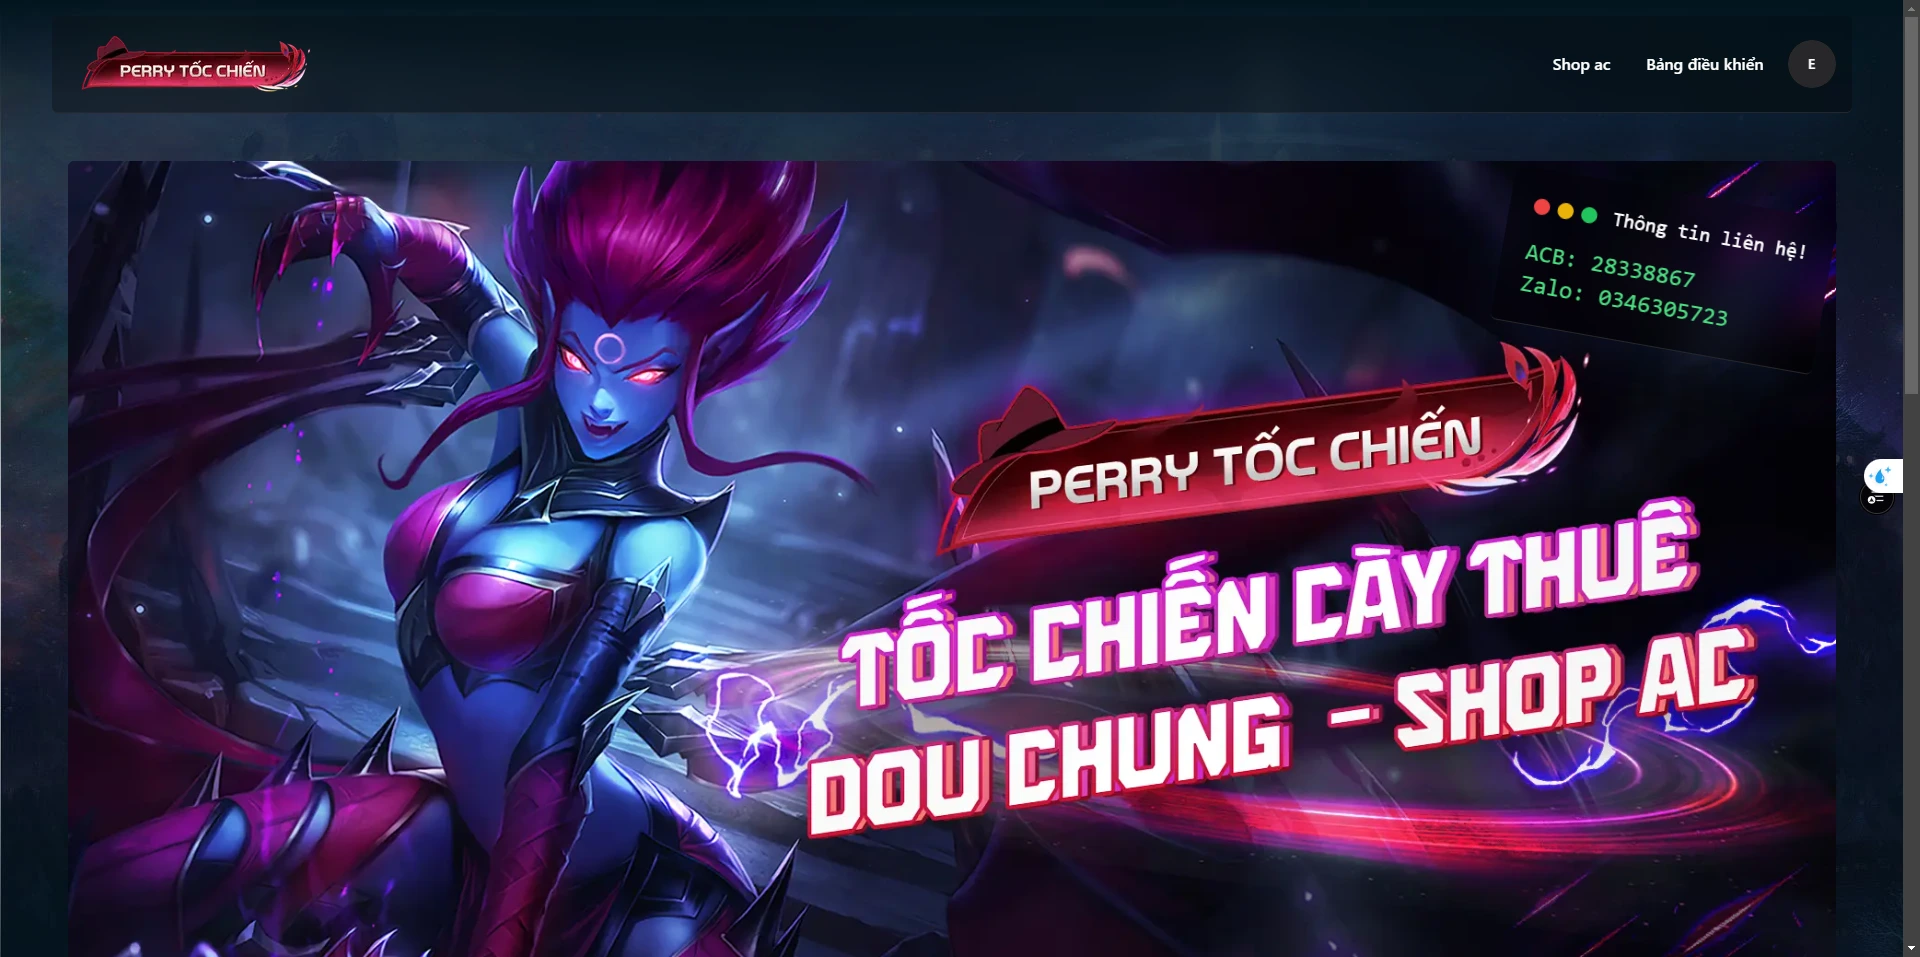 PERRY TỐC CHIẾN
Shop ac
Bảng điều khiển
E
Thông tin liên hệ!
ACB: 28338867
Zalo: 0346305723
PERRY TỐC CHIẾN
TỐC CHIẾN CÀY THUÊ
DOU CHUNG - SHOP AC